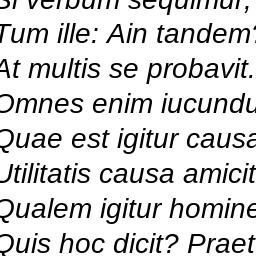 Si verbum sequimur,
Tum ille: Ain tandem?
At multis se probavit.
Omnes enim iucundu
Quae est igitur causa
Utilitatis causa amicit
Qualem igitur homine
Quis hoc dicit? Praet